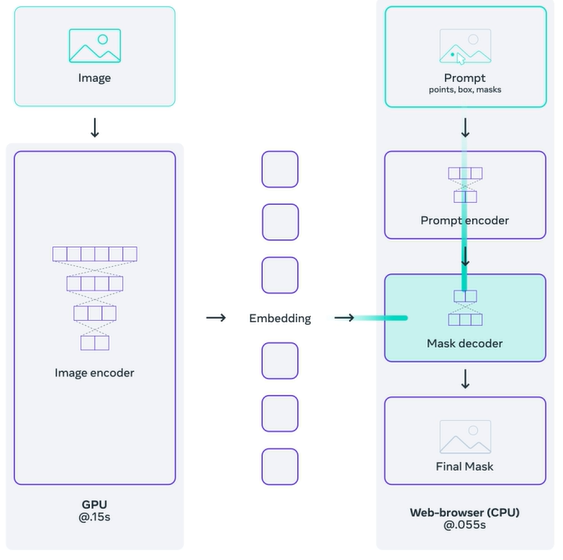 Image
Image encoder
GPU
@.15s
Embedding
Prompt
points, box, masks
Prompt encoder
Mask decoder
Final Mask
Web-browser (CPU)
@.055s